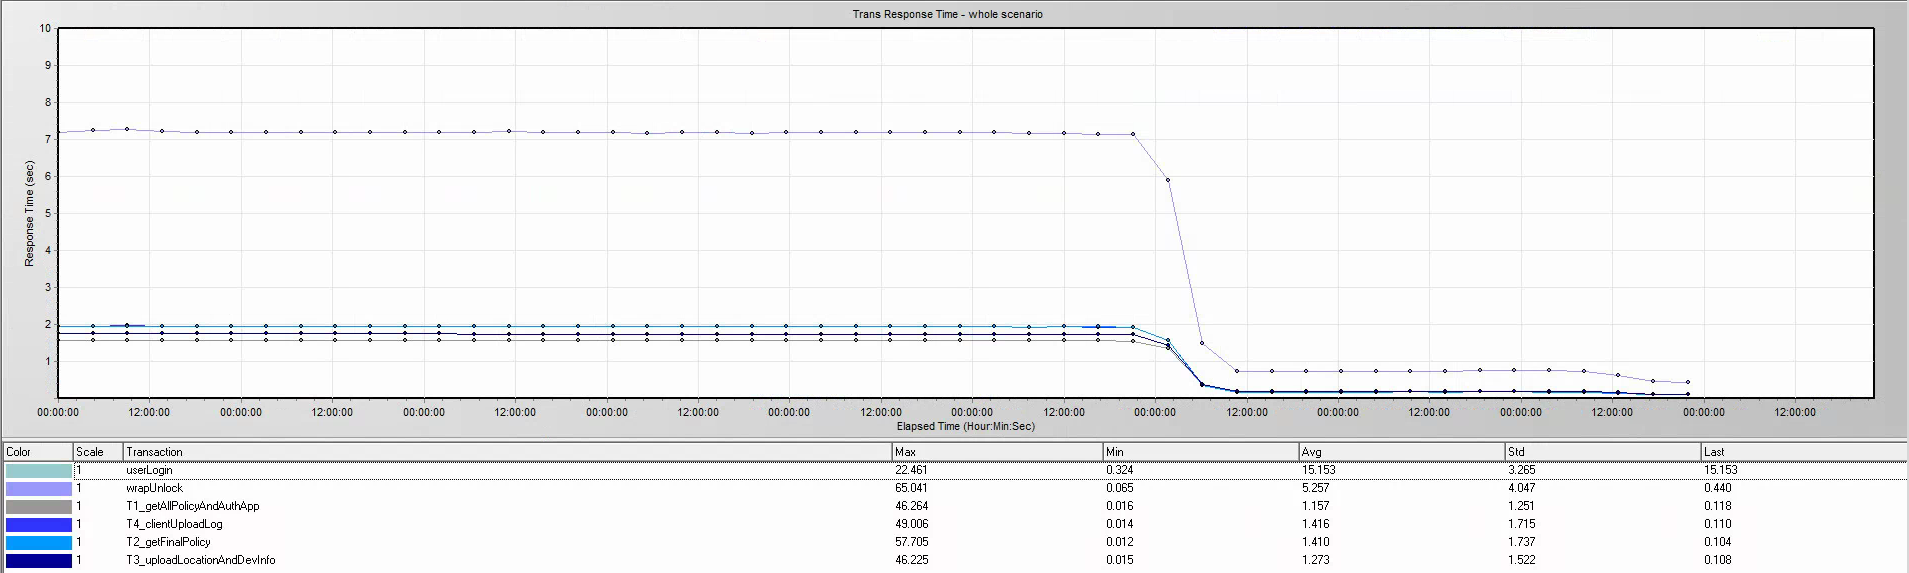 Trans Response Time - whole scenario
10
9
8
7
6
5
4
3
2
1
Response Time (sec)
00:00:00 12:00:00 00:00:00 12:00:00 00:00:00 12:00:00 00:00:00 12:00:00 00:00:00 12:00:00 00:00:00 12:00:00 00:00:00 12:00:00 00:00:00 12:00:00 00:00:00 12:00:00 00:00:00 12:00:00
Elapsed Time (Hour:Min:Sec)
Color Scale Transaction Max Min Avg Std Last
1 userLogin 22.461 0.324 15.153 3.265 15.153
1 wrapUnlock 65.041 0.065 5.257 4.047 0.440
1 T1_getAllPolicyAndAuthApp 46.264 0.016 1.157 1.251 0.118
1 T4_clientUploadLog 49.006 0.014 1.416 1.715 0.110
1 T2_getFinalPolicy 57.705 0.012 1.410 1.737 0.104
1 T3_uploadLocationAndDevInfo 46.225 0.015 1.273 1.522 0.108